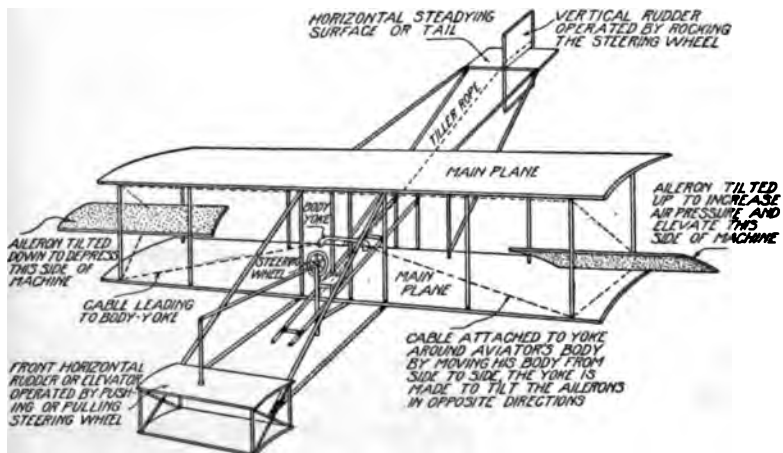 HORIZONTAL STEADYING
SURFACE OR TAIL
VERTICAL RUDDER
OPERATED BY ROCKING
THE STEERING WHEEL
TILLER ROPE
MAIN PLANE
AILERON TILTED
UP TO INCREASE
AIR PRESSURE AND
ELEVATE THIS
SIDE OF MACHINE
BODY
YOKE
AILERON TILTED
DOWN TO DEPRESS
THIS SIDE OF
MACHINE
STEERING
WHEEL
MAIN
PLANE
CABLE LEADING
TO BODY-YOKE
CABLE ATTACHED TO YOKE
AROUND AVIATOR'S BODY
BY MOVING HIS BODY FROM
SIDE TO SIDE, THE YOKE IS
MADE TO TILT THE AILERONS
IN OPPOSITE DIRECTIONS
FRONT HORIZONTAL
RUDDER OR ELEVATOR
OPERATED BY PUSH-
ING OR PULLING
STEERING WHEEL